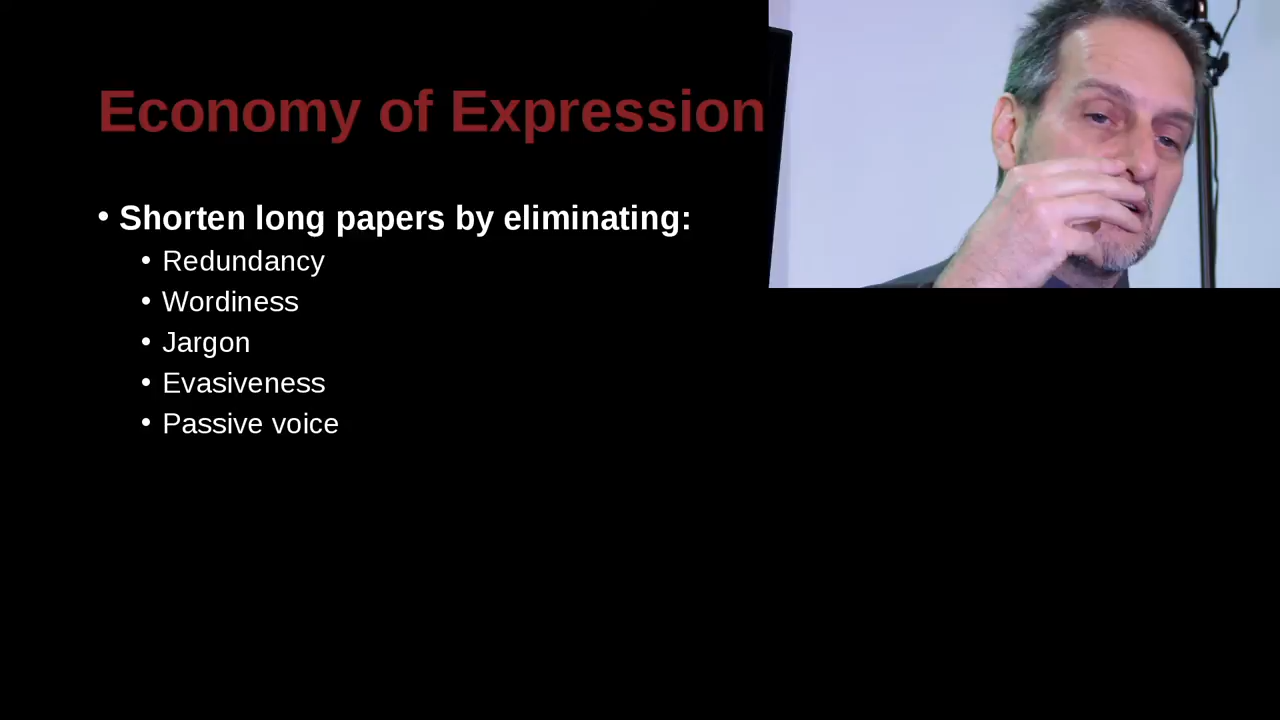 Economy of Expression
• Shorten long papers by eliminating:
• Redundancy
• Wordiness
• Jargon
• Evasiveness
• Passive voice